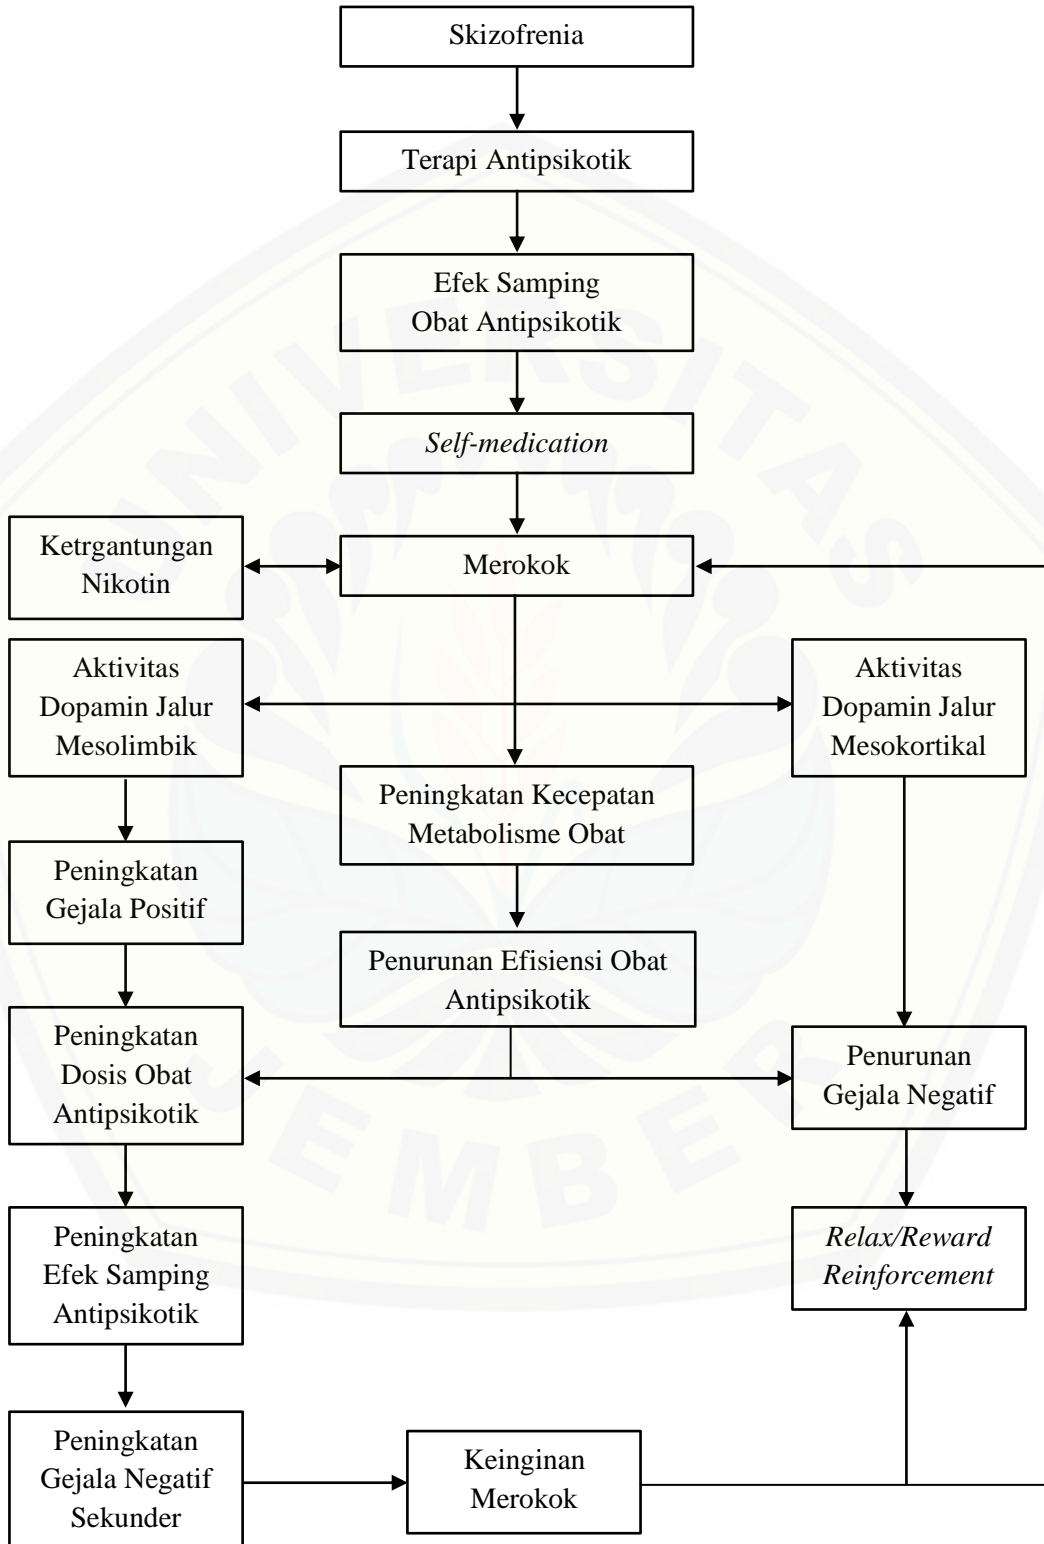 Skizofrenia
Terapi Antipsikotik
Efek Samping
Obat Antipsikotik
Self-medication
Ketrgantungan
Nikotin
Merokok
Aktivitas
Dopamin Jalur
Mesolimbik
Aktivitas
Dopamin Jalur
Mesokortikal
Peningkatan Kecepatan
Metabolisme Obat
Peningkatan
Gejala Positif
Penurunan Efisiensi Obat
Antipsikotik
Peningkatan
Dosis Obat
Antipsikotik
Penurunan
Gejala Negatif
Peningkatan
Efek Samping
Antipsikotik
Relax/Reward
Reinforcement
Peningkatan
Gejala Negatif
Sekunder
Keinginan
Merokok
UNIVERSITAS
JEMBER